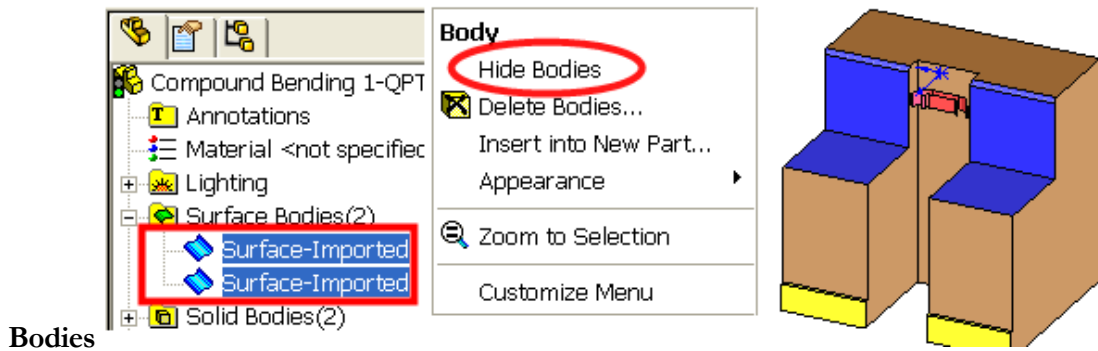 Compound Bending 1-QPT
Annotations
Material <not specified
Lighting
Surface Bodies(2)
Surface-Imported
Surface-Imported
Solid Bodies(2)
Body
Hide Bodies
Delete Bodies...
Insert into New Part...
Appearance
Zoom to Selection
Customize Menu
Bodies